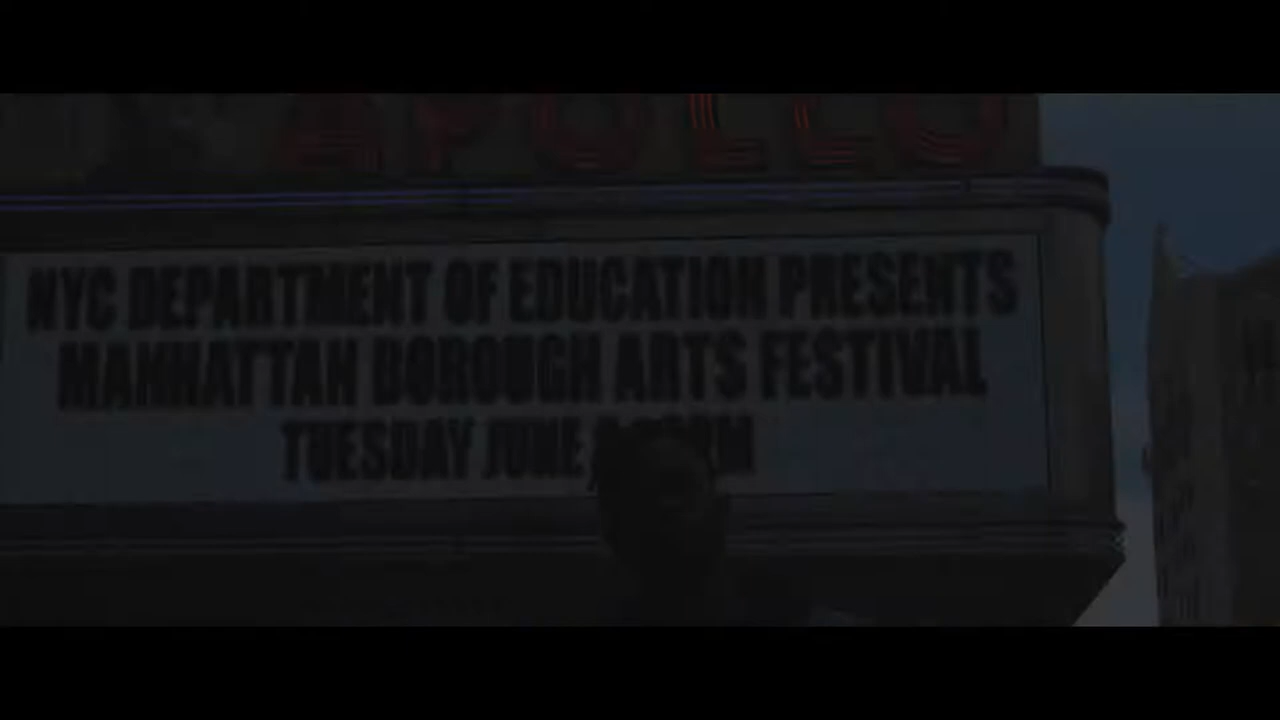 APOLLO
NYC DEPARTMENT OF EDUCATION PRESENTS
MANHATTAN BOROUGH ARTS FESTIVAL
TUESDAY JUNE